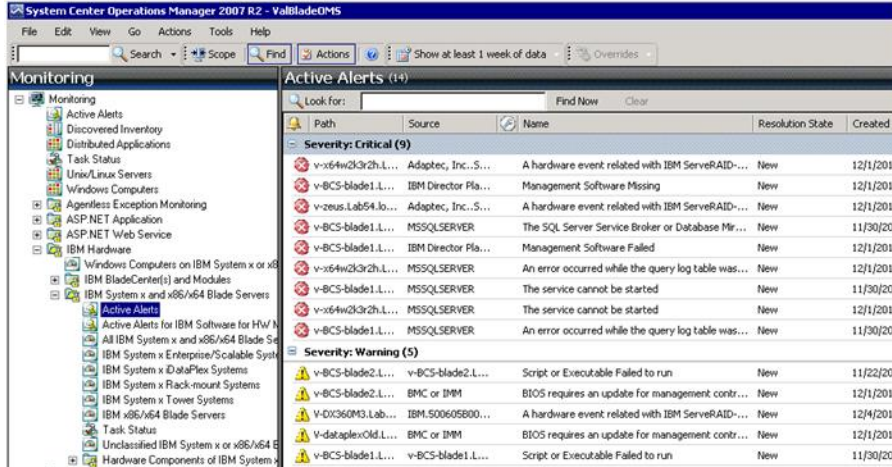 System Center Operations Manager 2007 R2 - ValBladeOMS
File Edit View Go Actions Tools Help
Search Scope Find Actions Show at least 1 week of data Overrides
Monitoring
Monitoring
Active Alerts
Discovered Inventory
Distributed Applications
Task Status
Unix/Linux Servers
Windows Computers
Agentless Exception Monitoring
ASP.NET Application
ASP.NET Web Service
IBM Hardware
Windows Computers on IBM System x or x8
IBM BladeCenter(s) and Modules
IBM System x and x86/x64 Blade Servers
Active Alerts
Active Alerts for IBM Software for HW M
All IBM System x and x86/x64 Blade Se
IBM System x Enterprise/Scalable Syste
IBM System x iDataPlex Systems
IBM System x Rack-mount Systems
IBM System x Tower Systems
IBM x86/x64 Blade Servers
Task Status
Unclassified IBM System x or x86/x64 E
Hardware Components of IBM System x
Active Alerts (14)
Look for: Find Now Clear
Path Source Name Resolution State Created
Severity: Critical (9)
v-x64w2k3r2h.L... Adaptec, Inc..S... A hardware event related with IBM ServeRAID-... New 12/1/201
v-BCS-blade1.L... IBM Director Pla... Management Software Missing New 12/1/201
v-zeus.Lab54.lo... Adaptec, Inc..S... A hardware event related with IBM ServeRAID-... New 12/1/201
v-BCS-blade1.L... MSSQLSERVER The SQL Server Service Broker or Database Mir... New 11/30/20
v-BCS-blade1.L... IBM Director Pla... Management Software Failed New 12/1/201
v-x64w2k3r2h.L... MSSQLSERVER An error occurred while the query log table was... New 12/1/201
v-BCS-blade1.L... MSSQLSERVER The service cannot be started New 11/30/20
v-x64w2k3r2h.L... MSSQLSERVER The service cannot be started New 12/1/201
v-BCS-blade1.L... MSSQLSERVER An error occurred while the query log table was... New 11/30/20
Severity: Warning (5)
v-BCS-blade2.L... v-BCS-blade2.L... Script or Executable Failed to run New 11/22/20
v-BCS-blade2.L... BMC or IMM BIOS requires an update for management contr... New 12/1/201
V-DX360M3.Lab... IBM.500605B00... A hardware event related with IBM ServeRAID-... New 12/4/201
V-dataplexOld.L... BMC or IMM BIOS requires an update for management contr... New 12/1/201
v-BCS-blade1.L... v-BCS-blade1.L... Script or Executable Failed to run New 11/30/20